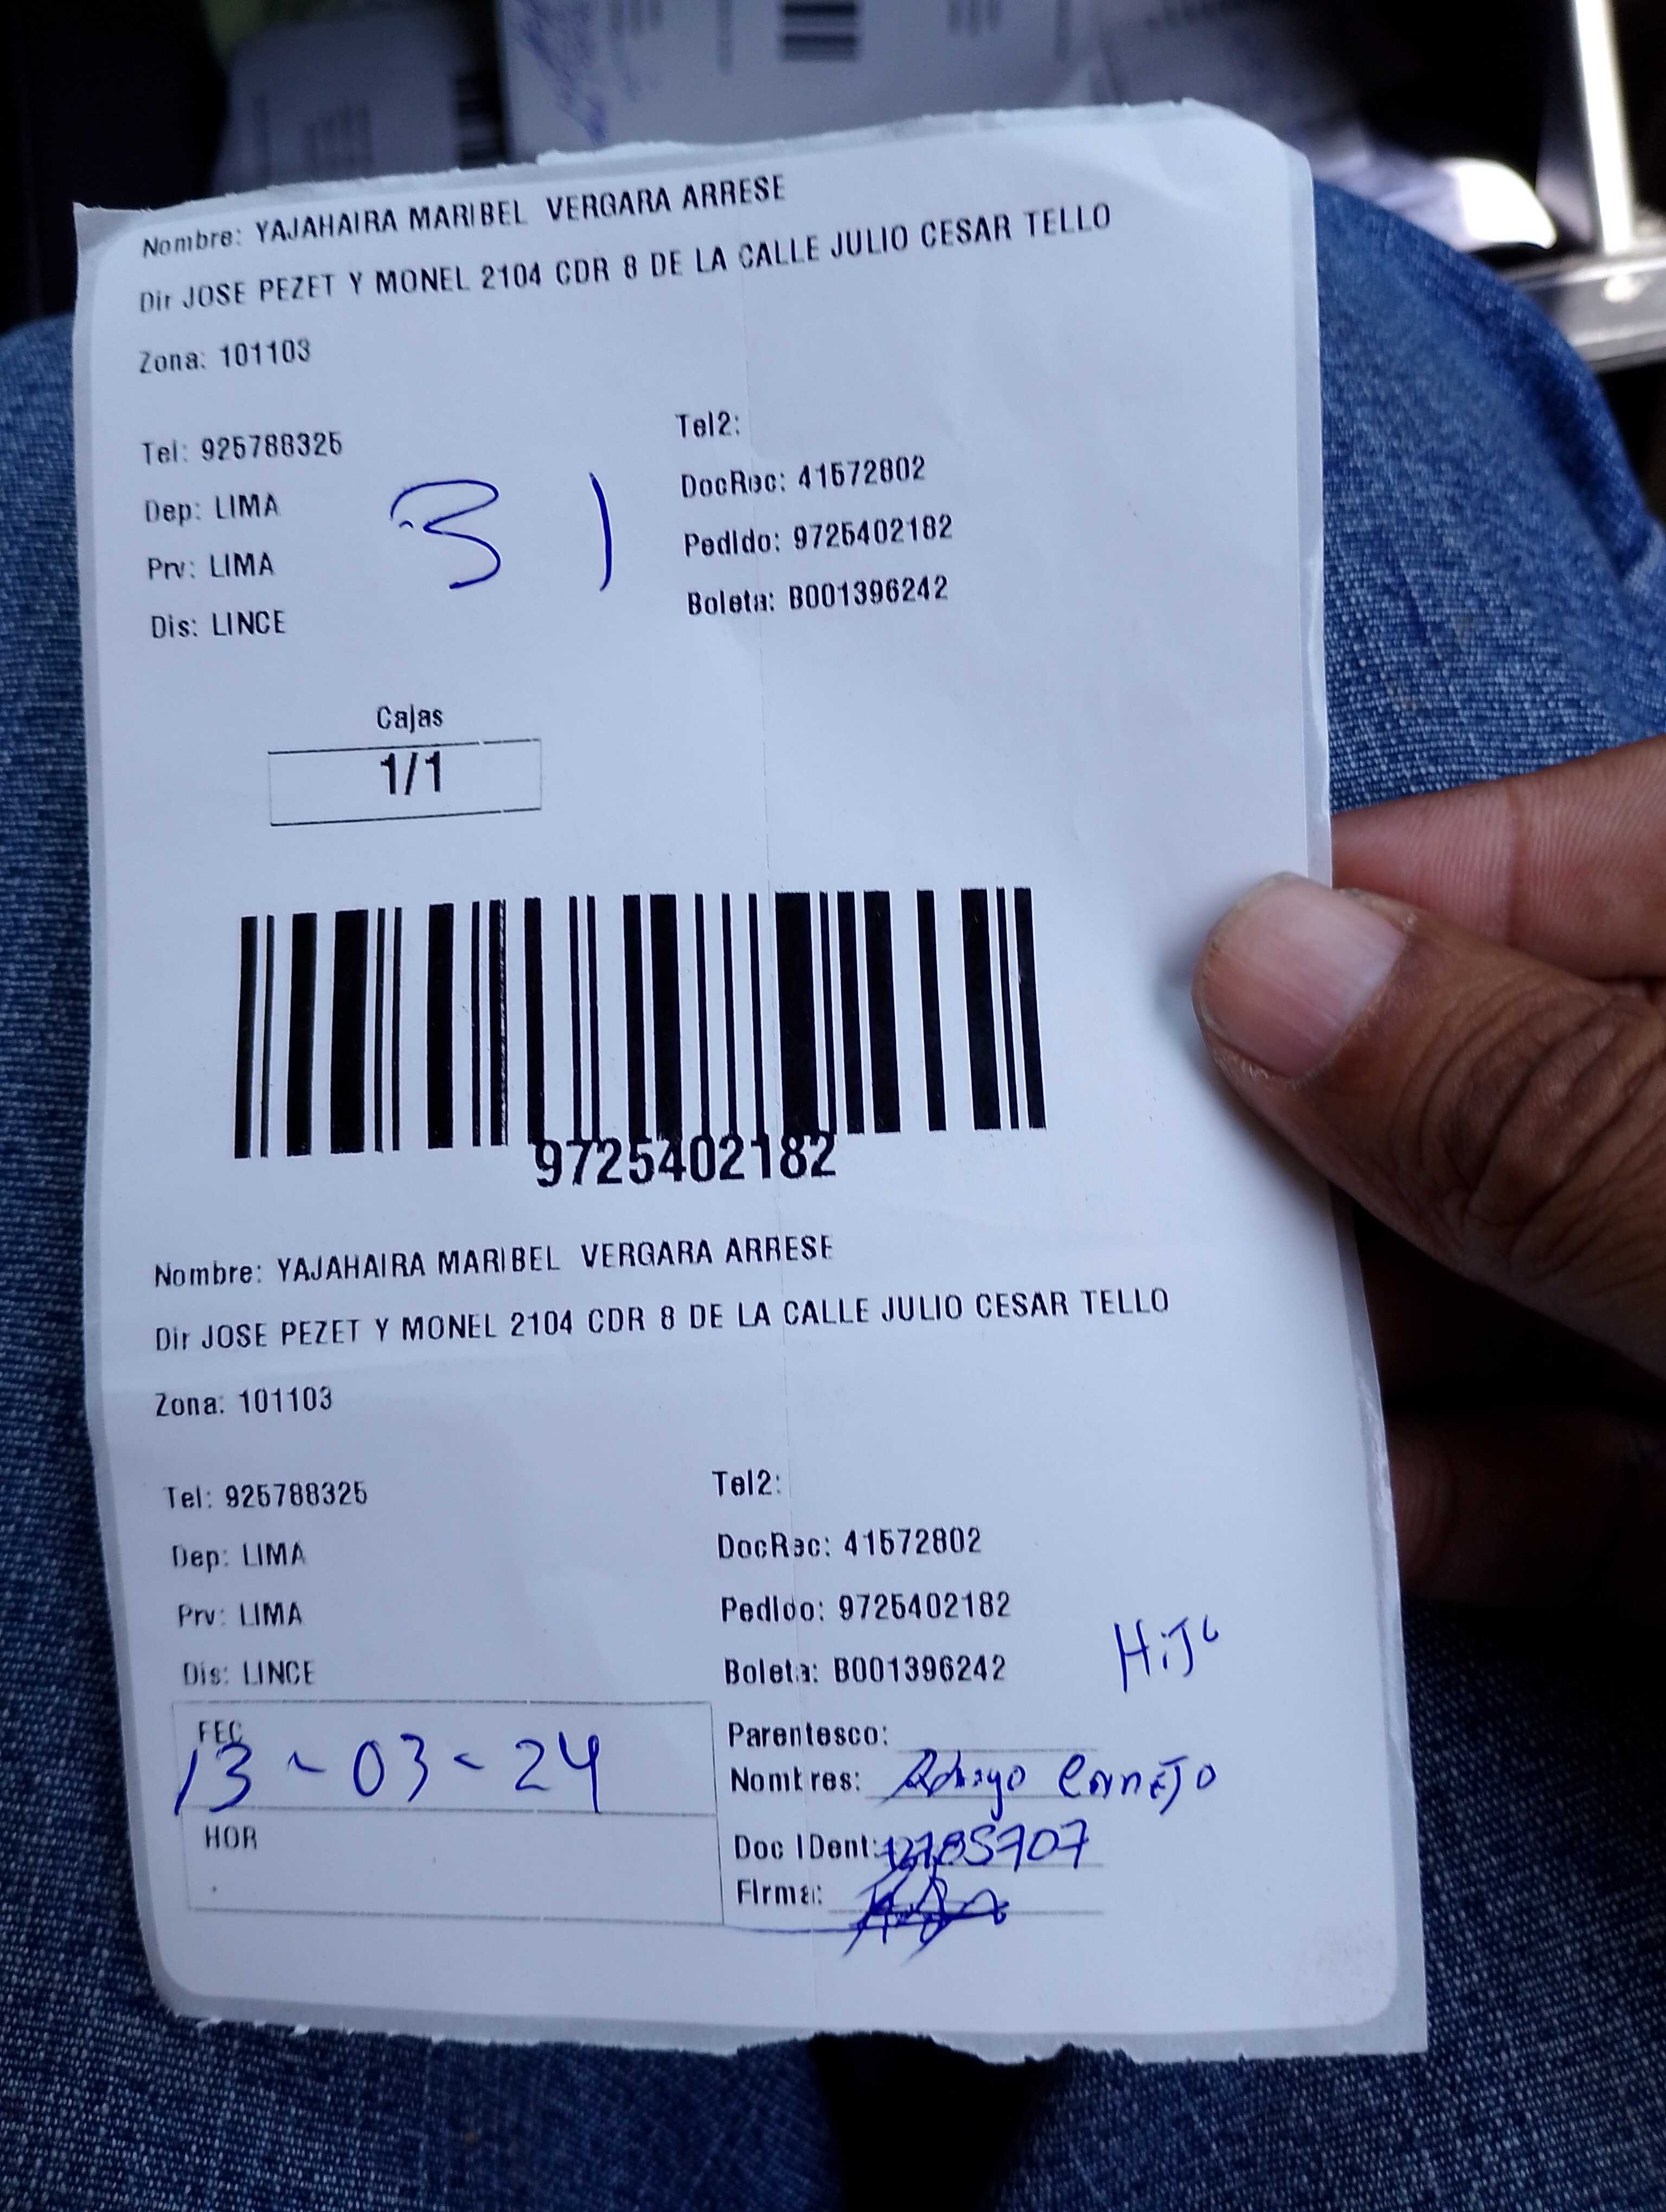 Nombre: YAJAHAIRA MARIBEL VERGARA ARRESE
Dir JOSE PEZET Y MONEL 2104 CDR 8 DE LA CALLE JULIO CESAR TELLO
Zona: 101103
Tel: 925788325
Tel2:
Dep: LIMA
DocRec: 41572802
Prv: LIMA
Pedido: 9725402182
Dis: LINCE
Boleta: B001396242
31
Cajas
1/1
9725402182
Nombre: YAJAHAIRA MARIBEL VERGARA ARRESE
Dir JOSE PEZET Y MONEL 2104 CDR 8 DE LA CALLE JULIO CESAR TELLO
Zona: 101103
Tel: 925788325
Tel2:
Dep: LIMA
DocRec: 41572802
Prv: LIMA
Pedido: 9725402182
Dis: LINCE
Boleta: B001396242
Hijo
FEC
13-03-24
Parentesco:
Nombres: Cornejo
HOR
Doc IDent:
Firma: